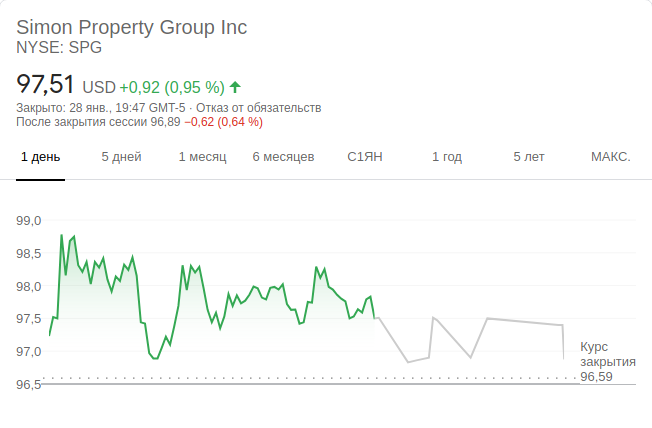 Simon Property Group Inc
NYSE: SPG
97,51 USD +0,92 (0,95 %)
Закрыто: 28 янв., 19:47 GMT-5 · Отказ от обязательств
После закрытия сессии 96,89 −0,62 (0,64 %)
1 день 5 дней 1 месяц 6 месяцев С1ЯН 1 год 5 лет МАКС.
99,0
98,5
98,0
97,5
97,0
96,5
Курс
закрытия
96,59